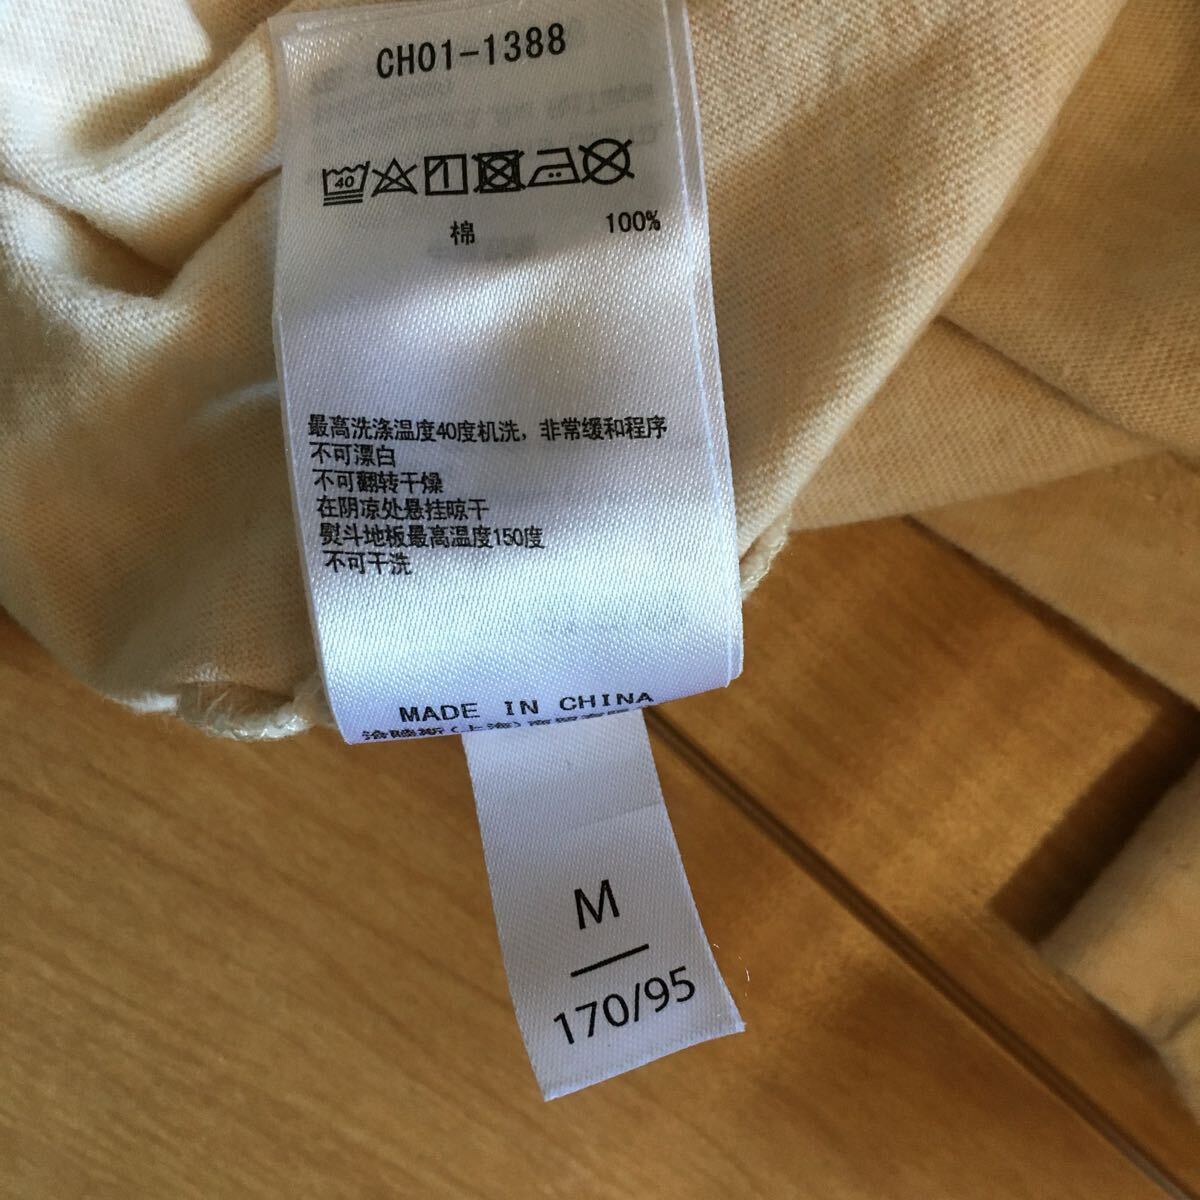 CH01-1388
40
棉 100%
最高洗涤温度40度机洗，非常缓和程序
不可漂白
不可翻转干燥
在阴凉处悬挂晾干
熨斗地板最高温度150度
不可干洗
MADE IN CHINA
M
170/95